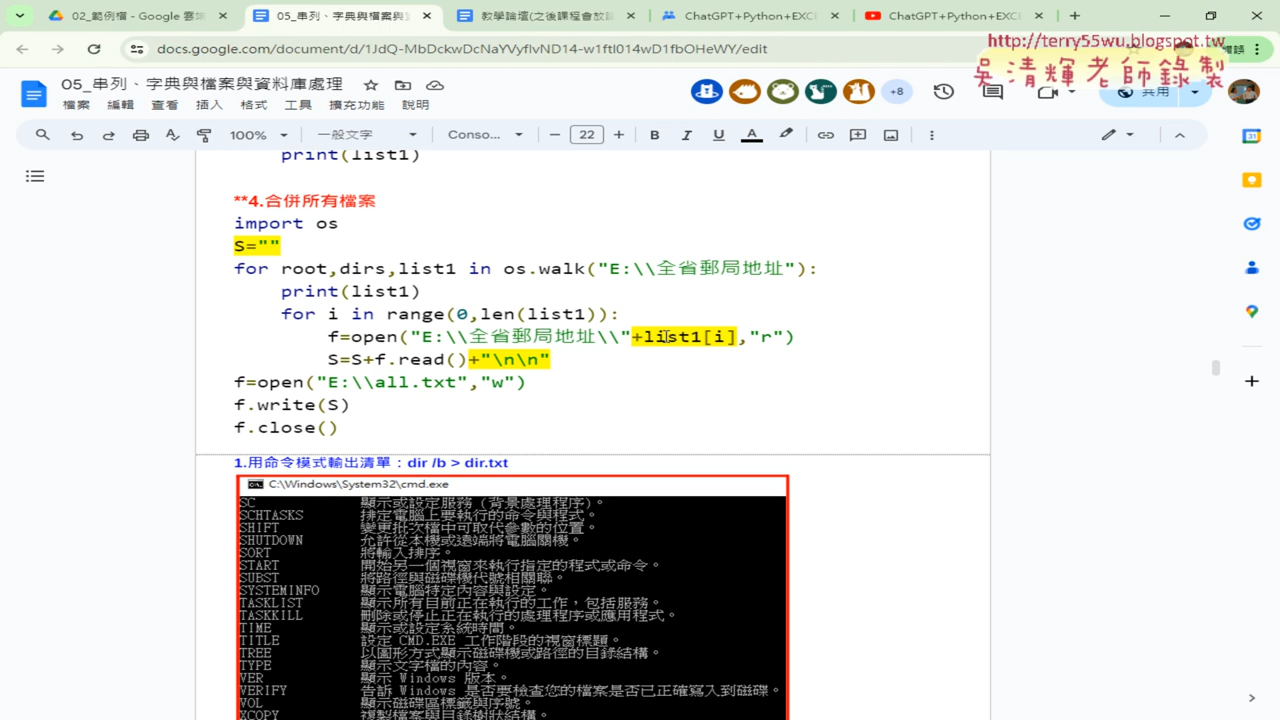 02_範例檔 - Google 雲端
05_串列、字典與檔案與資
教學論壇(之後課程會放
ChatGPT+Python+EXC
ChatGPT+Python+EXCE
docs.google.com/document/d/1JdQ-MbDckwDcNaYVyfIvND14-w1ftI014wD1fbOHeWY/edit
http://terry55wu.blogspot.tw
吳清輝老師錄製
05_串列、字典與檔案與資料庫處理
檔案 編輯 查看 插入 格式 工具 擴充功能 說明
+8
共用
100% 一般文字 Conso... 22 B I U A
print(list1)
**4.合併所有檔案
import os
S=""
for root,dirs,list1 in os.walk("E:\\全省郵局地址"):
print(list1)
for i in range(0,len(list1)):
f=open("E:\\全省郵局地址\\"+list1[i],"r")
S=S+f.read()+"\n\n"
f=open("E:\\all.txt","w")
f.write(S)
f.close()
1.用命令模式輸出清單：dir /b > dir.txt
C:\Windows\System32\cmd.exe
SC 顯示或設定服務 (背景處理程序)。
SCHTASKS 排定電腦上要執行的命令與程式。
SHIFT 變更批次檔中可取代參數的位置。
SHUTDOWN 允許從本機或遠端將電腦關機。
SORT 將輸入排序。
START 開始另一個視窗來執行指定的程式或命令。
SUBST 將路徑與磁碟機代號相關聯。
SYSTEMINFO 顯示電腦特定內容與設定。
TASKLIST 顯示所有目前正在執行的工作，包括服務。
TASKKILL 刪除或停止正在執行的處理程序或應用程式。
TIME 顯示或設定系統時間。
TITLE 設定 CMD.EXE 工作階段的視窗標題。
TREE 以圖形方式顯示磁碟機或路徑的目錄結構。
TYPE 顯示文字檔的內容。
VER 顯示 Windows 版本。
VERIFY 告訴 Windows 是否要檢查您的檔案是否已正確寫入到磁碟。
VOL 顯示磁碟區標籤與序號。
XCOPY 複製檔案與目錄樹狀結構。